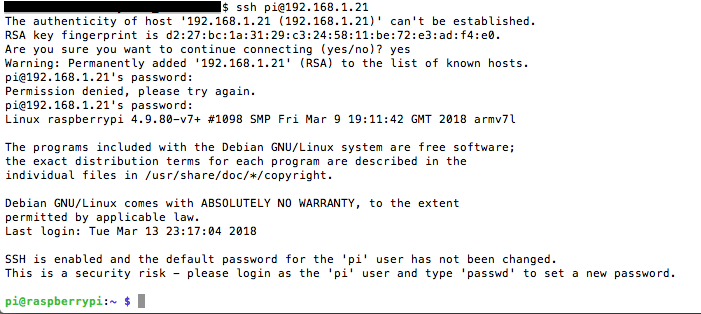 $ ssh pi@192.168.1.21
The authenticity of host '192.168.1.21 (192.168.1.21)' can't be established.
RSA key fingerprint is d2:27:bc:1a:31:29:c3:24:58:11:be:72:e3:ad:f4:e0.
Are you sure you want to continue connecting (yes/no)? yes
Warning: Permanently added '192.168.1.21' (RSA) to the list of known hosts.
pi@192.168.1.21's password:
Permission denied, please try again.
pi@192.168.1.21's password:
Linux raspberrypi 4.9.80-v7+ #1098 SMP Fri Mar 9 19:11:42 GMT 2018 armv7l
The programs included with the Debian GNU/Linux system are free software;
the exact distribution terms for each program are described in the
individual files in /usr/share/doc/*/copyright.
Debian GNU/Linux comes with ABSOLUTELY NO WARRANTY, to the extent
permitted by applicable law.
Last login: Tue Mar 13 23:17:04 2018
SSH is enabled and the default password for the 'pi' user has not been changed.
This is a security risk - please login as the 'pi' user and type 'passwd' to set a new password.
pi@raspberrypi:~ $